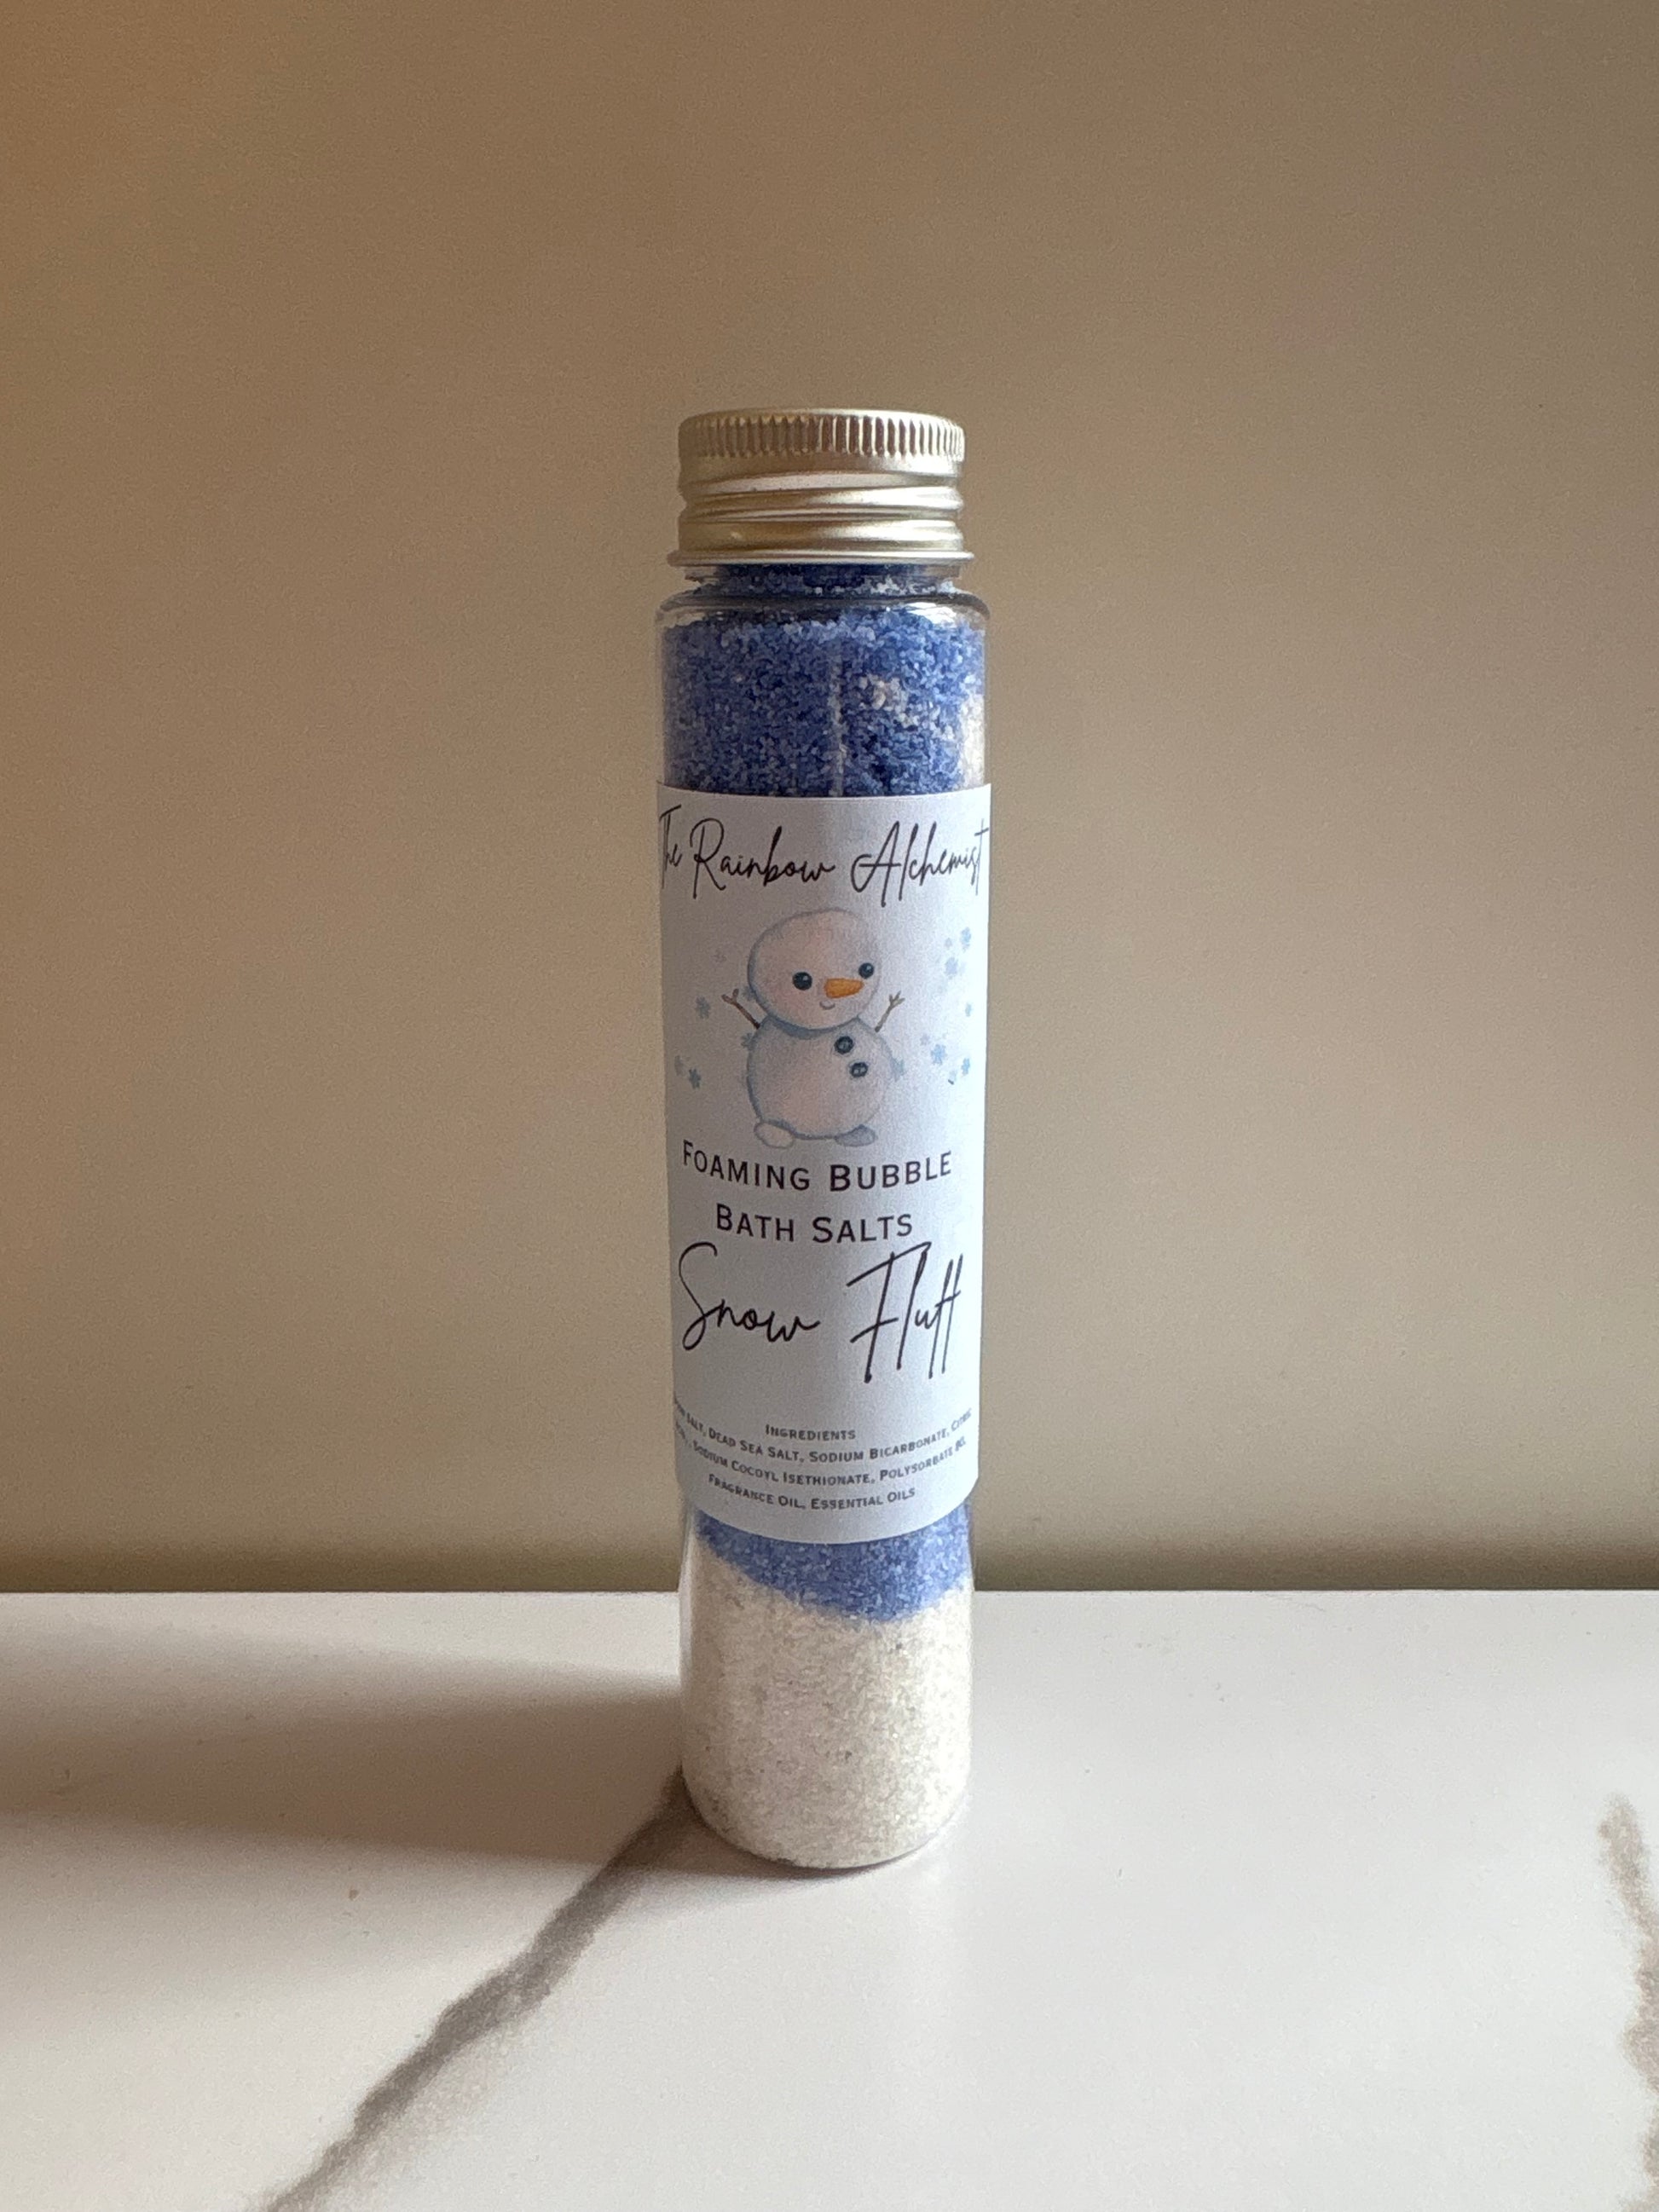 The Rainbow Alchemist
Foaming Bubble
Bath Salts
Snow Fluff
Ingredients
Salt, Dead Sea Salt, Sodium Bicarbonate, Citric
Sodium Cocoyl Isethionate, Polysorbate 80,
Fragrance Oil, Essential Oils